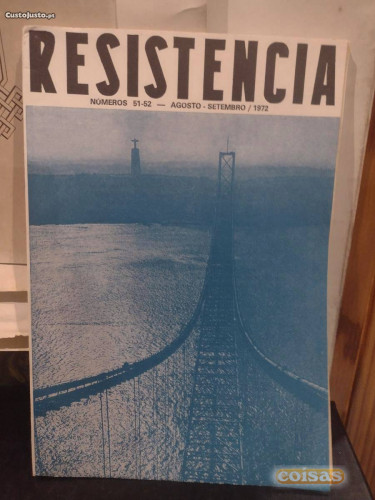 CustoJusto.pt
RESISTENCIA
NÚMEROS 51-52 — AGOSTO - SETEMBRO / 1972
coisas